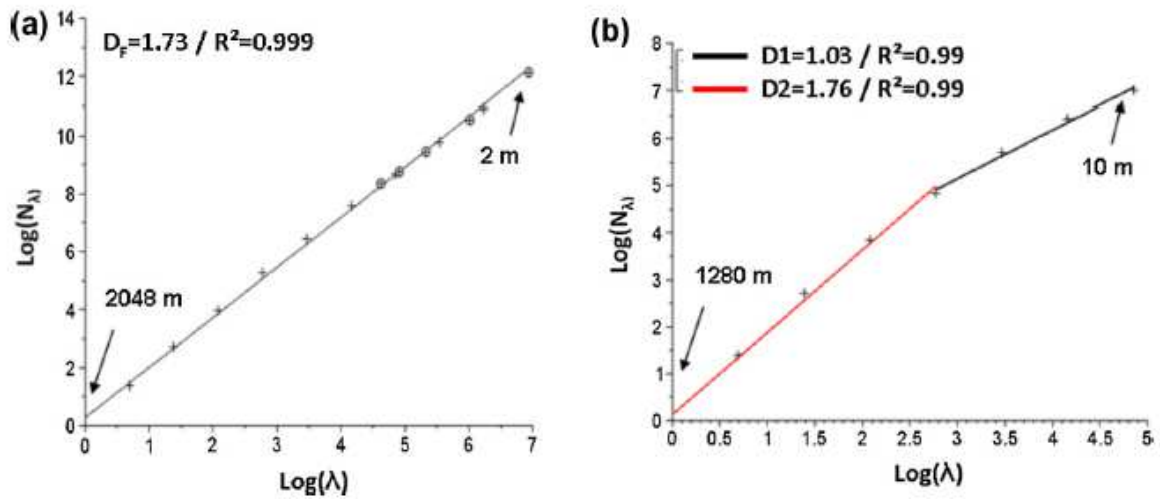 (a)
D_F=1.73 / R²=0.999
14
12
10
8
6
4
2
0
Log(N_λ)
2048 m
2 m
0 1 2 3 4 5 6 7
Log(λ)
(b)
D1=1.03 / R²=0.99
D2=1.76 / R²=0.99
8
7
6
5
4
3
2
1
0
Log(N_λ)
1280 m
10 m
0 0.5 1 1.5 2 2.5 3 3.5 4 4.5 5
Log(λ)